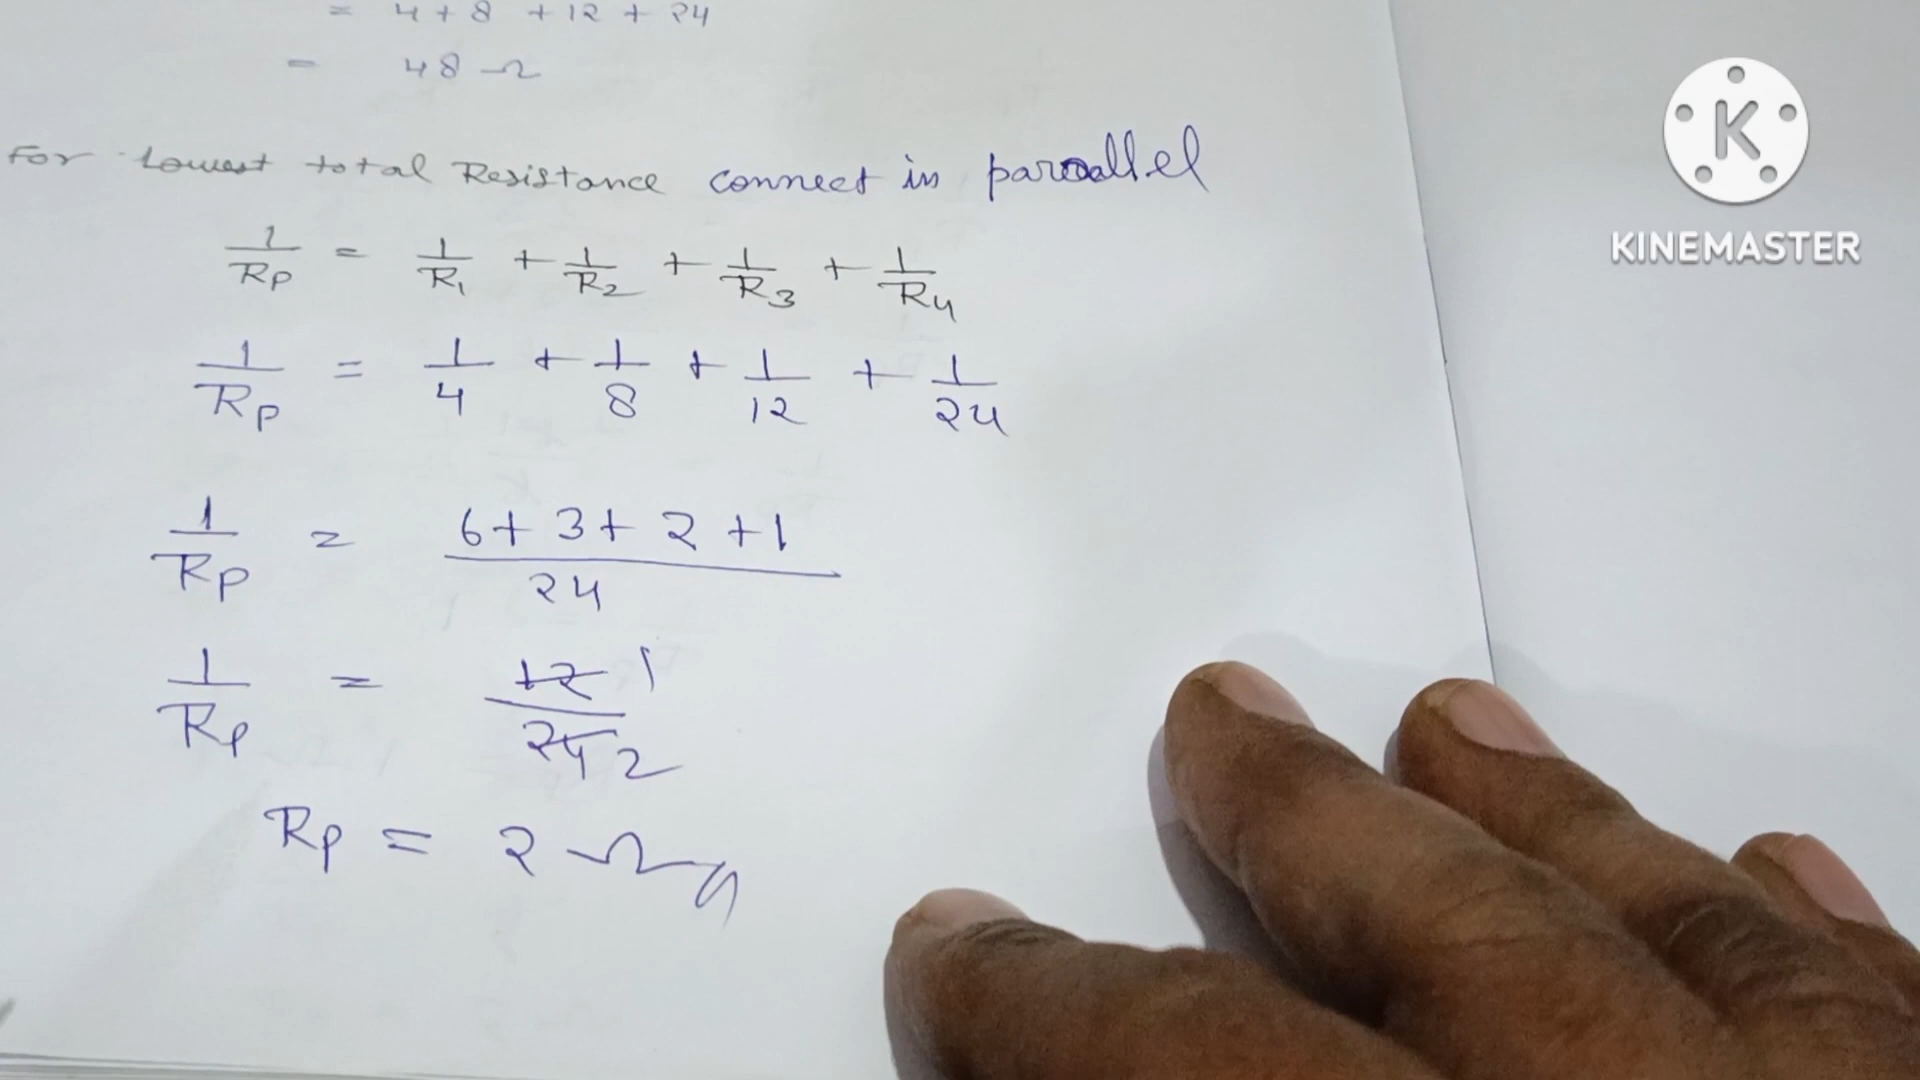 = 4 + 8 + 12 + 24
= 48 Ω
For Lowest total Resistance connect in parallel
1/Rp = 1/R1 + 1/R2 + 1/R3 + 1/R4
1/Rp = 1/4 + 1/8 + 1/12 + 1/24
1/Rp = 6+3+2+1/24
1/Rp = 12 1/24 2
Rp = 2 Ω
K
KINEMASTER